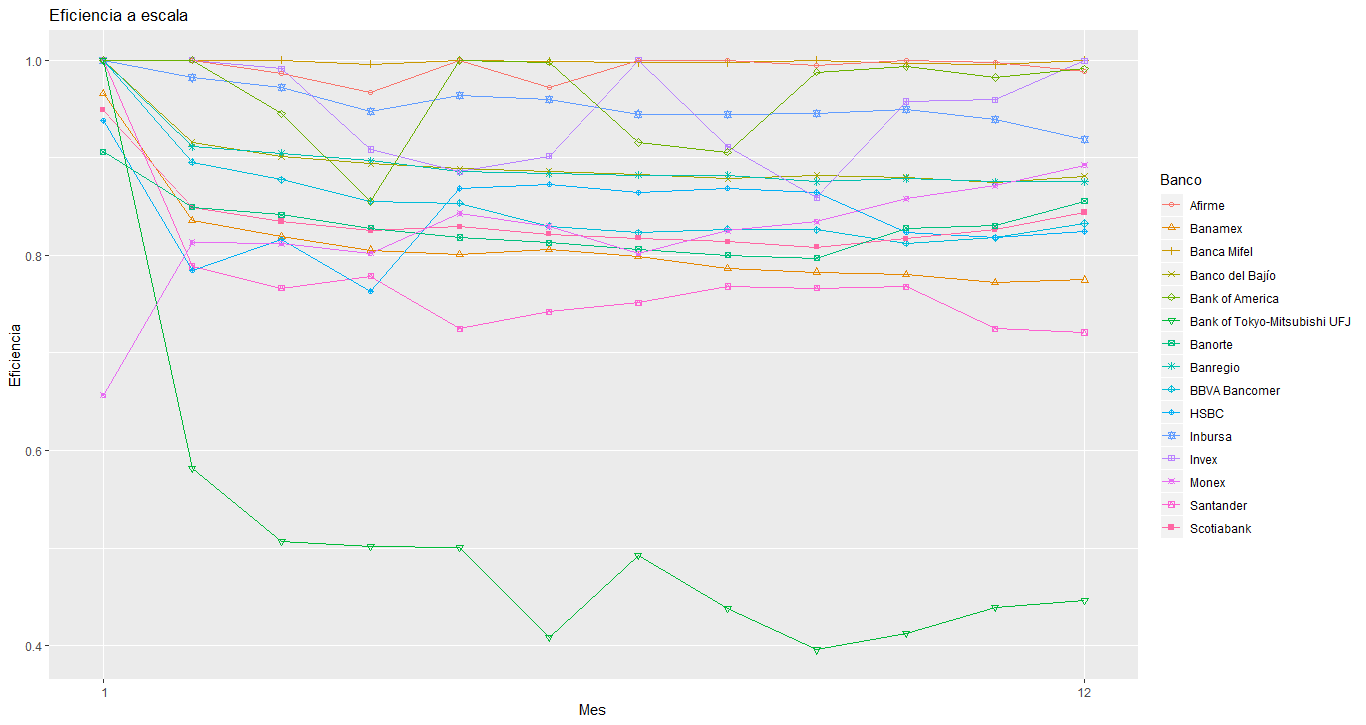 Eficiencia a escala
Eficiencia
1.0
0.8
0.6
0.4
1
12
Mes
Banco
Afirme
Banamex
Banca Mifel
Banco del Bajío
Bank of America
Bank of Tokyo-Mitsubishi UFJ
Banorte
Banregio
BBVA Bancomer
HSBC
Inbursa
Invex
Monex
Santander
Scotiabank